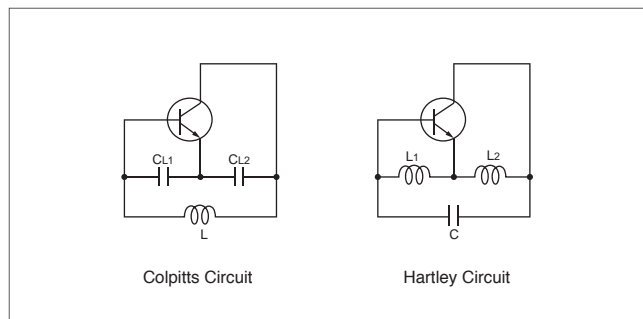 CL1
CL2
L
Colpitts Circuit
L1
L2
C
Hartley Circuit